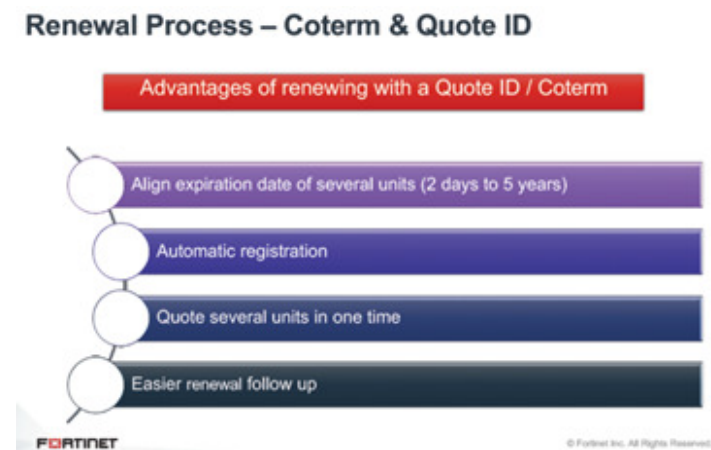 Renewal Process – Coterm & Quote ID
Advantages of renewing with a Quote ID / Coterm
Align expiration date of several units (2 days to 5 years)
Automatic registration
Quote several units in one time
Easier renewal follow up
FORTINET
© Fortinet Inc. All Rights Reserved.